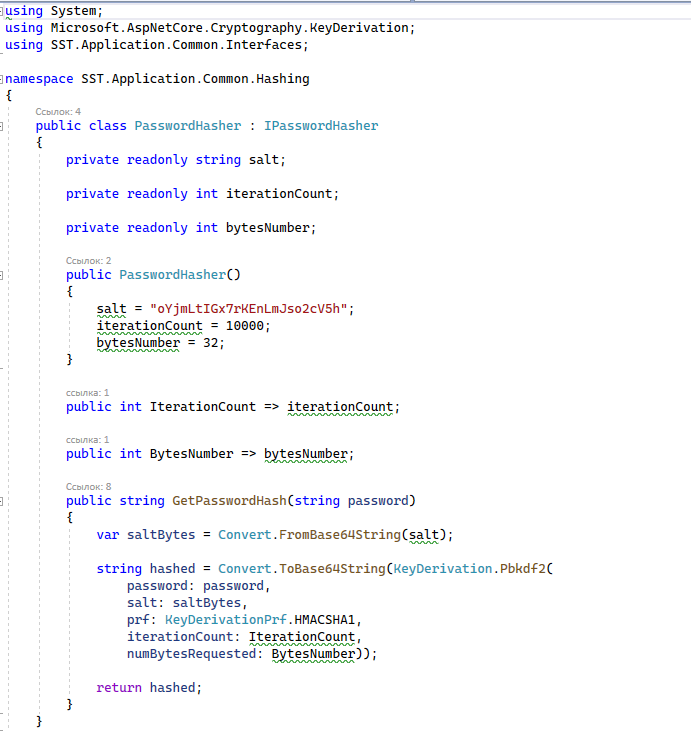 using System;
using Microsoft.AspNetCore.Cryptography.KeyDerivation;
using SST.Application.Common.Interfaces;
namespace SST.Application.Common.Hashing
{
Ссылок: 4
public class PasswordHasher : IPasswordHasher
{
private readonly string salt;
private readonly int iterationCount;
private readonly int bytesNumber;
Ссылок: 2
public PasswordHasher()
{
salt = "oYjmLtIGx7rKEnLmJso2cV5h";
iterationCount = 10000;
bytesNumber = 32;
}
ссылка: 1
public int IterationCount => iterationCount;
ссылка: 1
public int BytesNumber => bytesNumber;
Ссылок: 8
public string GetPasswordHash(string password)
{
var saltBytes = Convert.FromBase64String(salt);
string hashed = Convert.ToBase64String(KeyDerivation.Pbkdf2(
password: password,
salt: saltBytes,
prf: KeyDerivationPrf.HMACSHA1,
iterationCount: IterationCount,
numBytesRequested: BytesNumber));
return hashed;
}
}